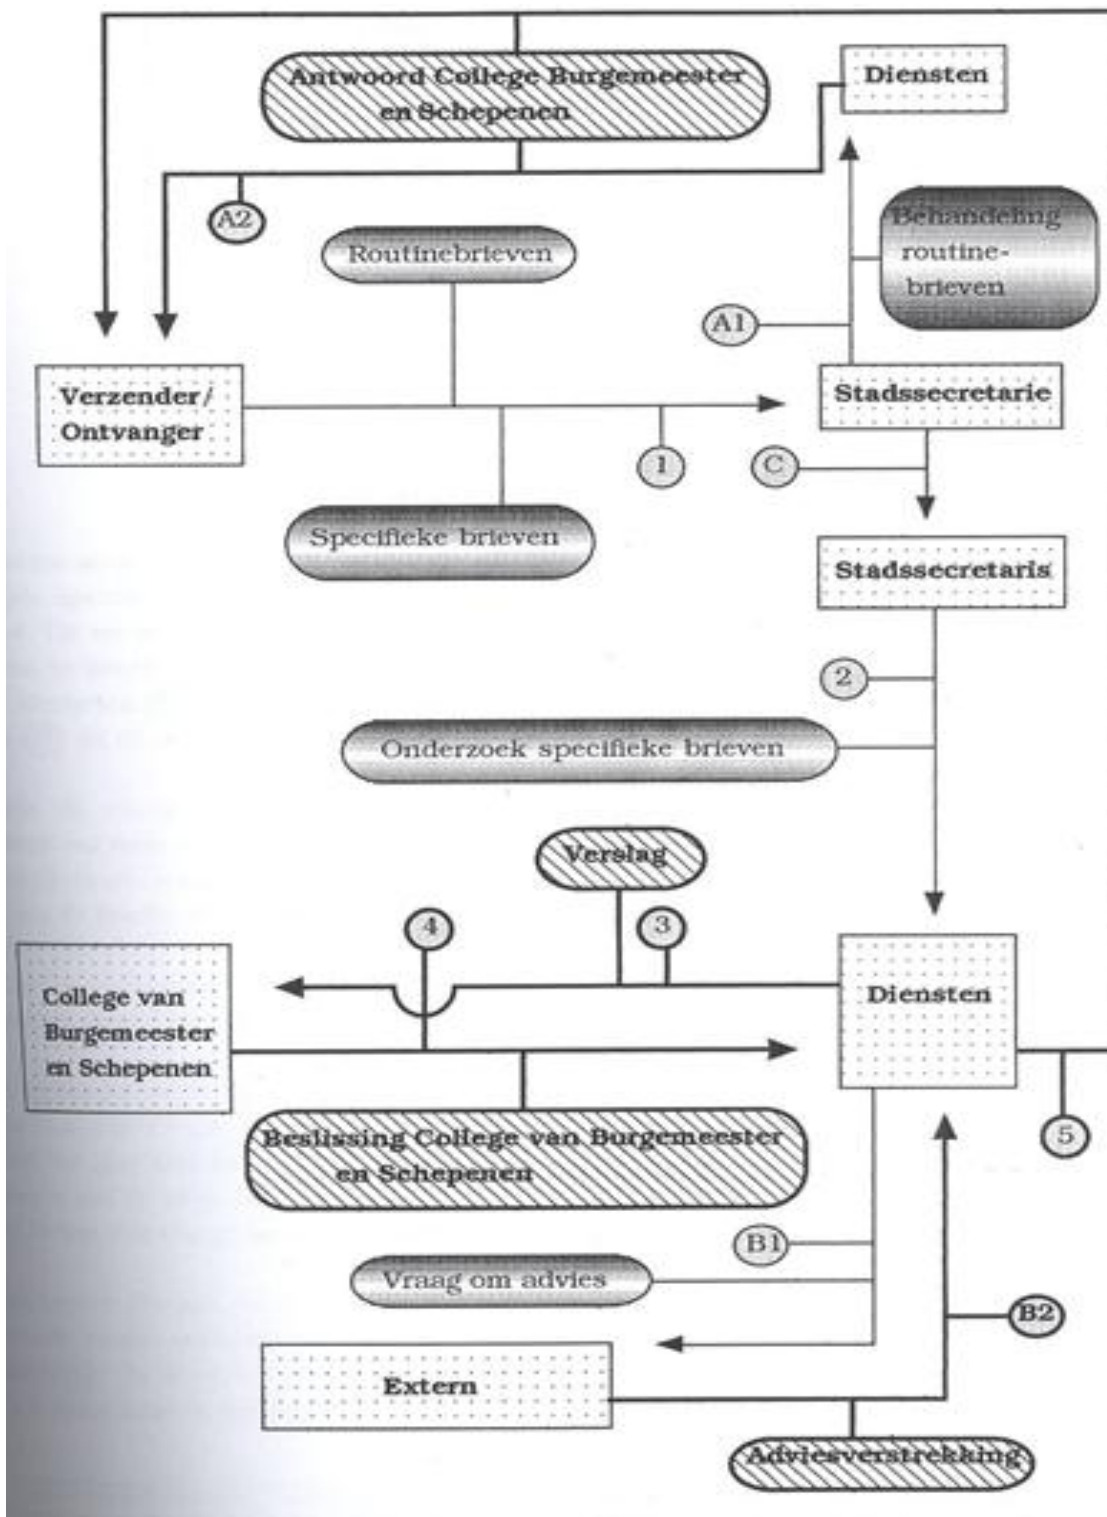 Antwoord College Burgemeester
en Schepenen
Diensten
A2
Behandeling
routine-
brieven
Routinebrieven
A1
Verzender/
Ontvanger
Stadssecretarie
1
C
Specifieke brieven
Stadssecretaris
2
Onderzoek specifieke brieven
Verslag
4
3
College van
Burgemeester
en Schepenen
Diensten
5
Beslissing College van Burgemeester
en Schepenen
B1
Vraag om advies
B2
Extern
Adviesverstrekking